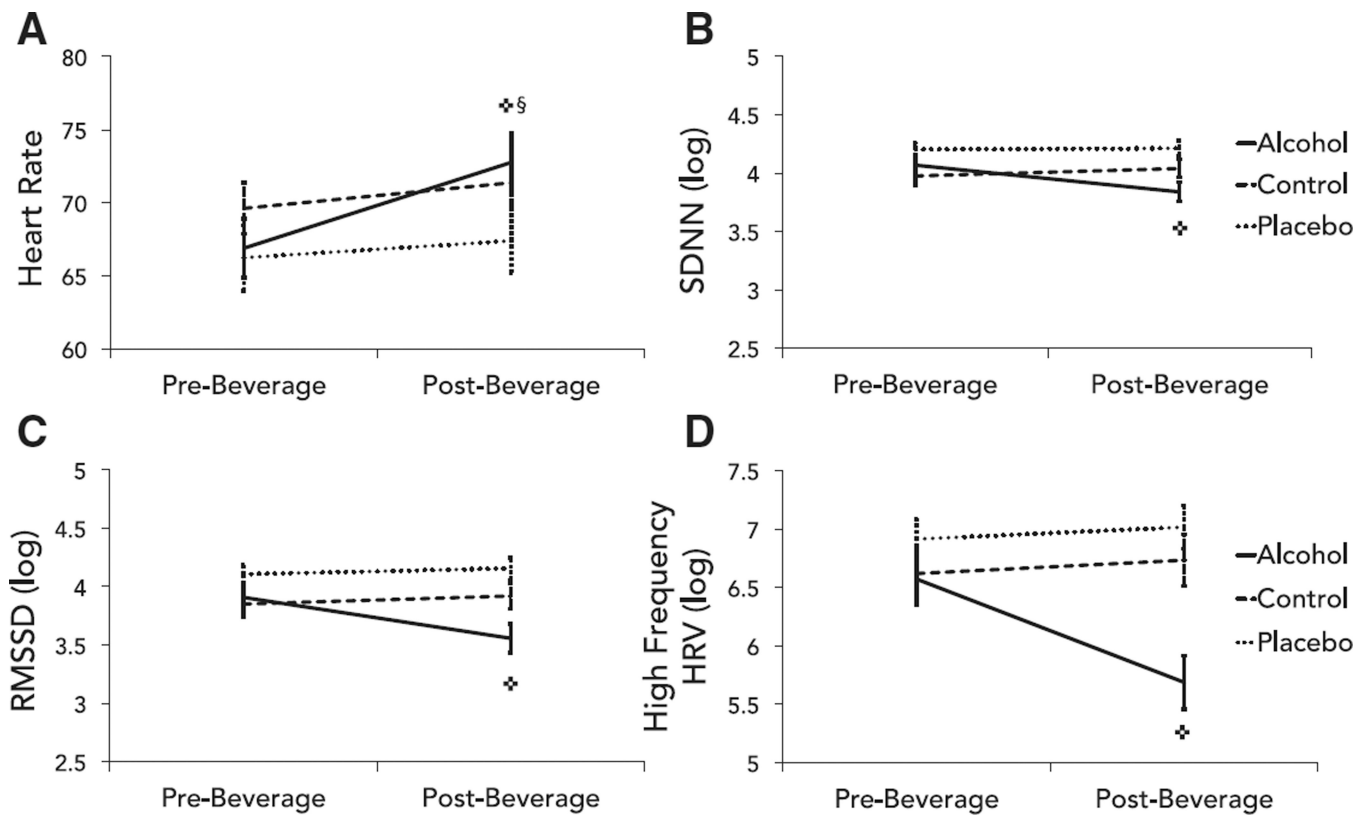 A
Heart Rate
80
75
70
65
60
✣§
Pre-Beverage
Post-Beverage
B
SDNN (log)
5
4.5
4
3.5
3
2.5
✣
Pre-Beverage
Post-Beverage
Alcohol
Control
Placebo
C
RMSSD (log)
5
4.5
4
3.5
3
2.5
✣
Pre-Beverage
Post-Beverage
D
High Frequency
HRV (log)
7.5
7
6.5
6
5.5
5
✣
Pre-Beverage
Post-Beverage
Alcohol
Control
Placebo